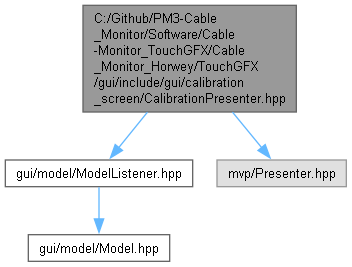 C:/Github/PM3-Cable
_Monitor/Software/Cable
-Monitor_TouchGFX/Cable
_Monitor_Horwey/TouchGFX
/gui/include/gui/calibration
_screen/CalibrationPresenter.hpp
gui/model/ModelListener.hpp
mvp/Presenter.hpp
gui/model/Model.hpp